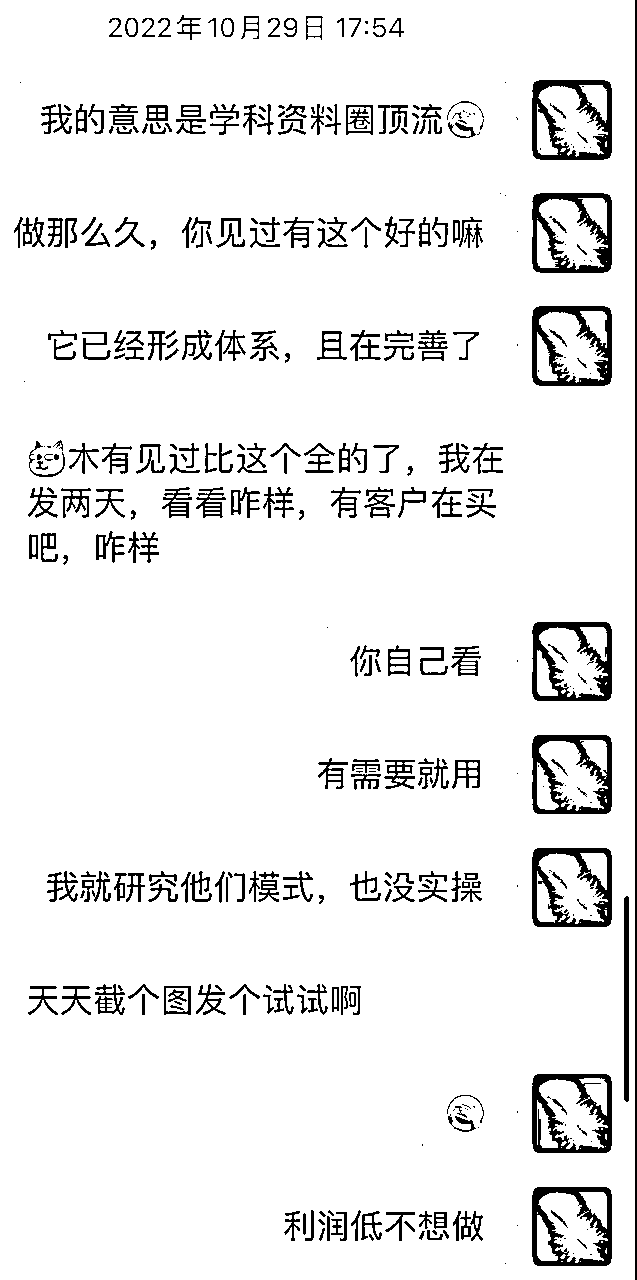 2022年10月29日 17:54
我的意思是学科资料圈顶流
做那么久，你见过有这个好的嘛
它已经形成体系，且在完善了
木有见过比这个全的了，我在
发两天，看看咋样，有客户在买
吧，咋样
你自己看
有需要就用
我就研究他们模式，也没实操
天天截个图发个试试啊
利润低不想做